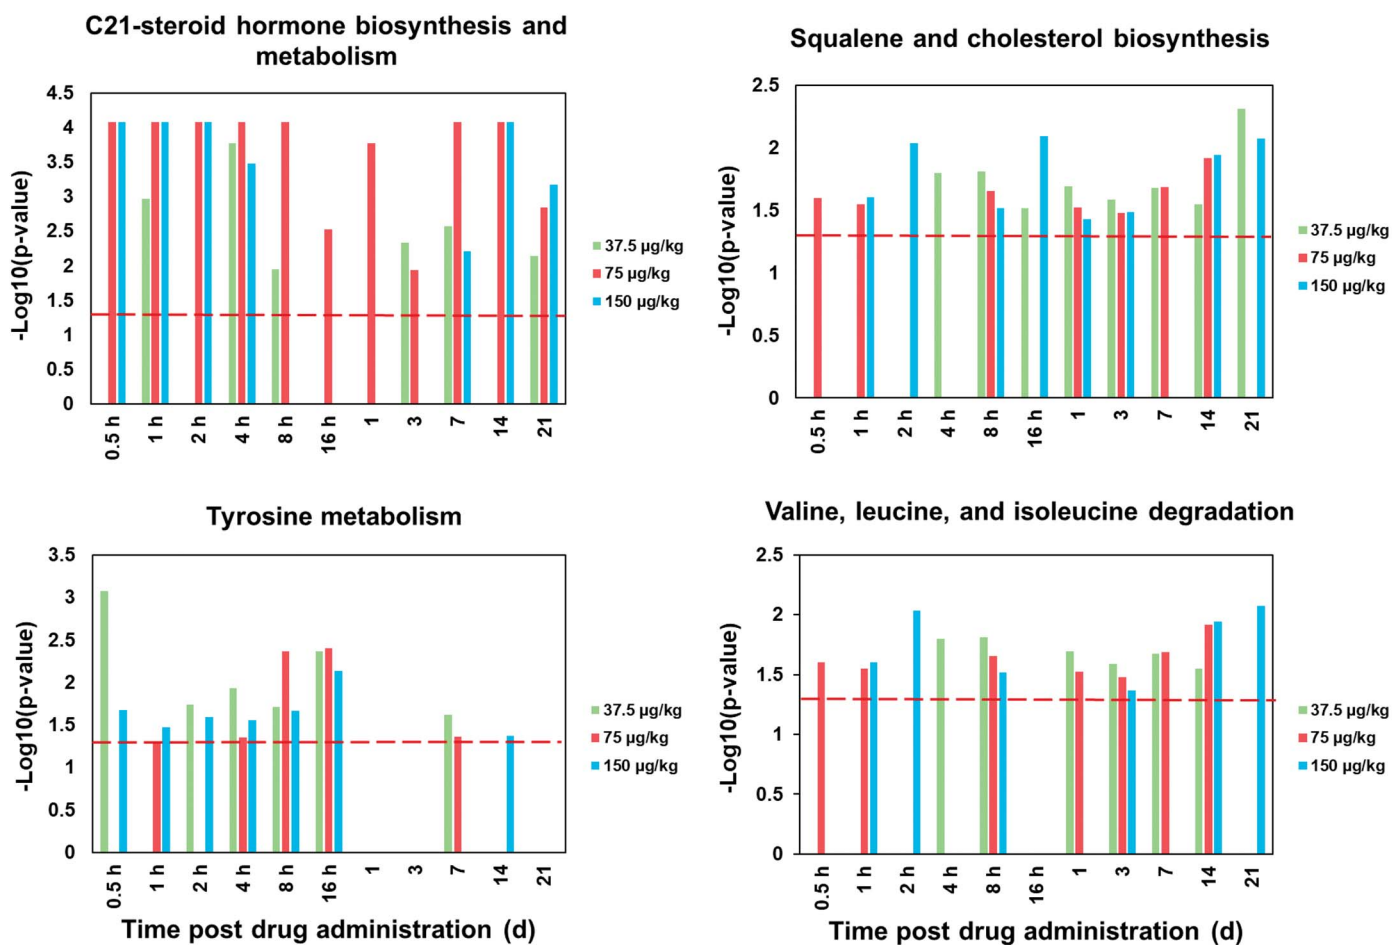 C21-steroid hormone biosynthesis and
metabolism
-Log10(p-value)
4.5
4
3.5
3
2.5
2
1.5
1
0.5
0
0.5 h
1 h
2 h
4 h
8 h
16 h
1
3
7
14
21
37.5 µg/kg
75 µg/kg
150 µg/kg
Squalene and cholesterol biosynthesis
-Log10(p-value)
2.5
2
1.5
1
0.5
0
0.5 h
1 h
2 h
4 h
8 h
16 h
1
3
7
14
21
37.5 µg/kg
75 µg/kg
150 µg/kg
Tyrosine metabolism
-Log10(p-value)
3.5
3
2.5
2
1.5
1
0.5
0
0.5 h
1 h
2 h
4 h
8 h
16 h
1
3
7
14
21
Time post drug administration (d)
37.5 µg/kg
75 µg/kg
150 µg/kg
Valine, leucine, and isoleucine degradation
-Log10(p-value)
2.5
2
1.5
1
0.5
0
0.5 h
1 h
2 h
4 h
8 h
16 h
1
3
7
14
21
Time post drug administration (d)
37.5 µg/kg
75 µg/kg
150 µg/kg